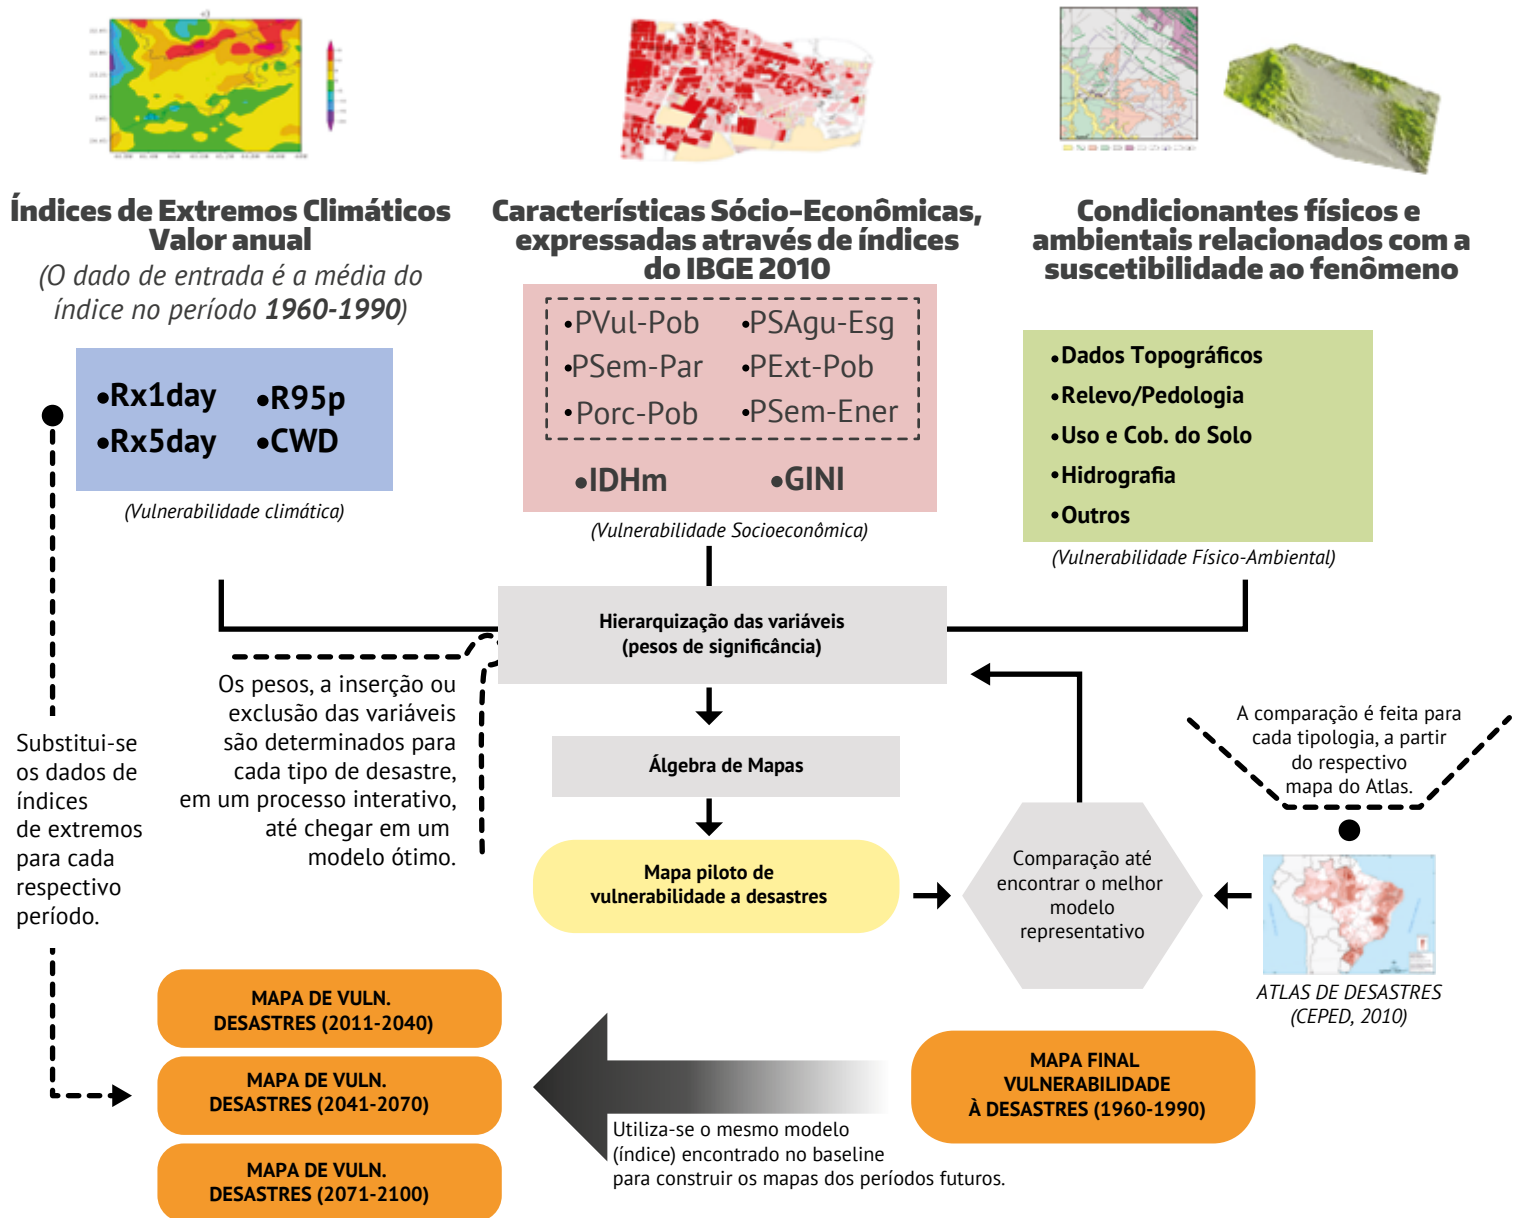 Índices de Extremos Climáticos
Valor anual
(O dado de entrada é a média do
índice no período 1960-1990)
•Rx1day
•R95p
•Rx5day
•CWD
(Vulnerabilidade climática)
Características Sócio-Econômicas,
expressadas através de índices
do IBGE 2010
•PVul-Pob
•PSAgu-Esg
•PSem-Par
•PExt-Pob
•Porc-Pob
•PSem-Ener
•IDHm
•GINI
(Vulnerabilidade Socioeconômica)
Condicionantes físicos e
ambientais relacionados com a
suscetibilidade ao fenômeno
•Dados Topográficos
•Relevo/Pedologia
•Uso e Cob. do Solo
•Hidrografia
•Outros
(Vulnerabilidade Físico-Ambiental)
Hierarquização das variáveis
(pesos de significância)
Os pesos, a inserção ou
exclusão das variáveis
são determinados para
cada tipo de desastre,
em um processo interativo,
até chegar em um
modelo ótimo.
Substitui-se
os dados de
índices
de extremos
para cada
respectivo
período.
Álgebra de Mapas
Mapa piloto de
vulnerabilidade a desastres
Comparação até
encontrar o melhor
modelo
representativo
A comparação é feita para
cada tipologia, a partir
do respectivo
mapa do Atlas.
ATLAS DE DESASTRES
(CEPED, 2010)
MAPA FINAL
VULNERABILIDADE
À DESASTRES (1960-1990)
Utiliza-se o mesmo modelo
(índice) encontrado no baseline
para construir os mapas dos períodos futuros.
MAPA DE VULN.
DESASTRES (2011-2040)
MAPA DE VULN.
DESASTRES (2041-2070)
MAPA DE VULN.
DESASTRES (2071-2100)